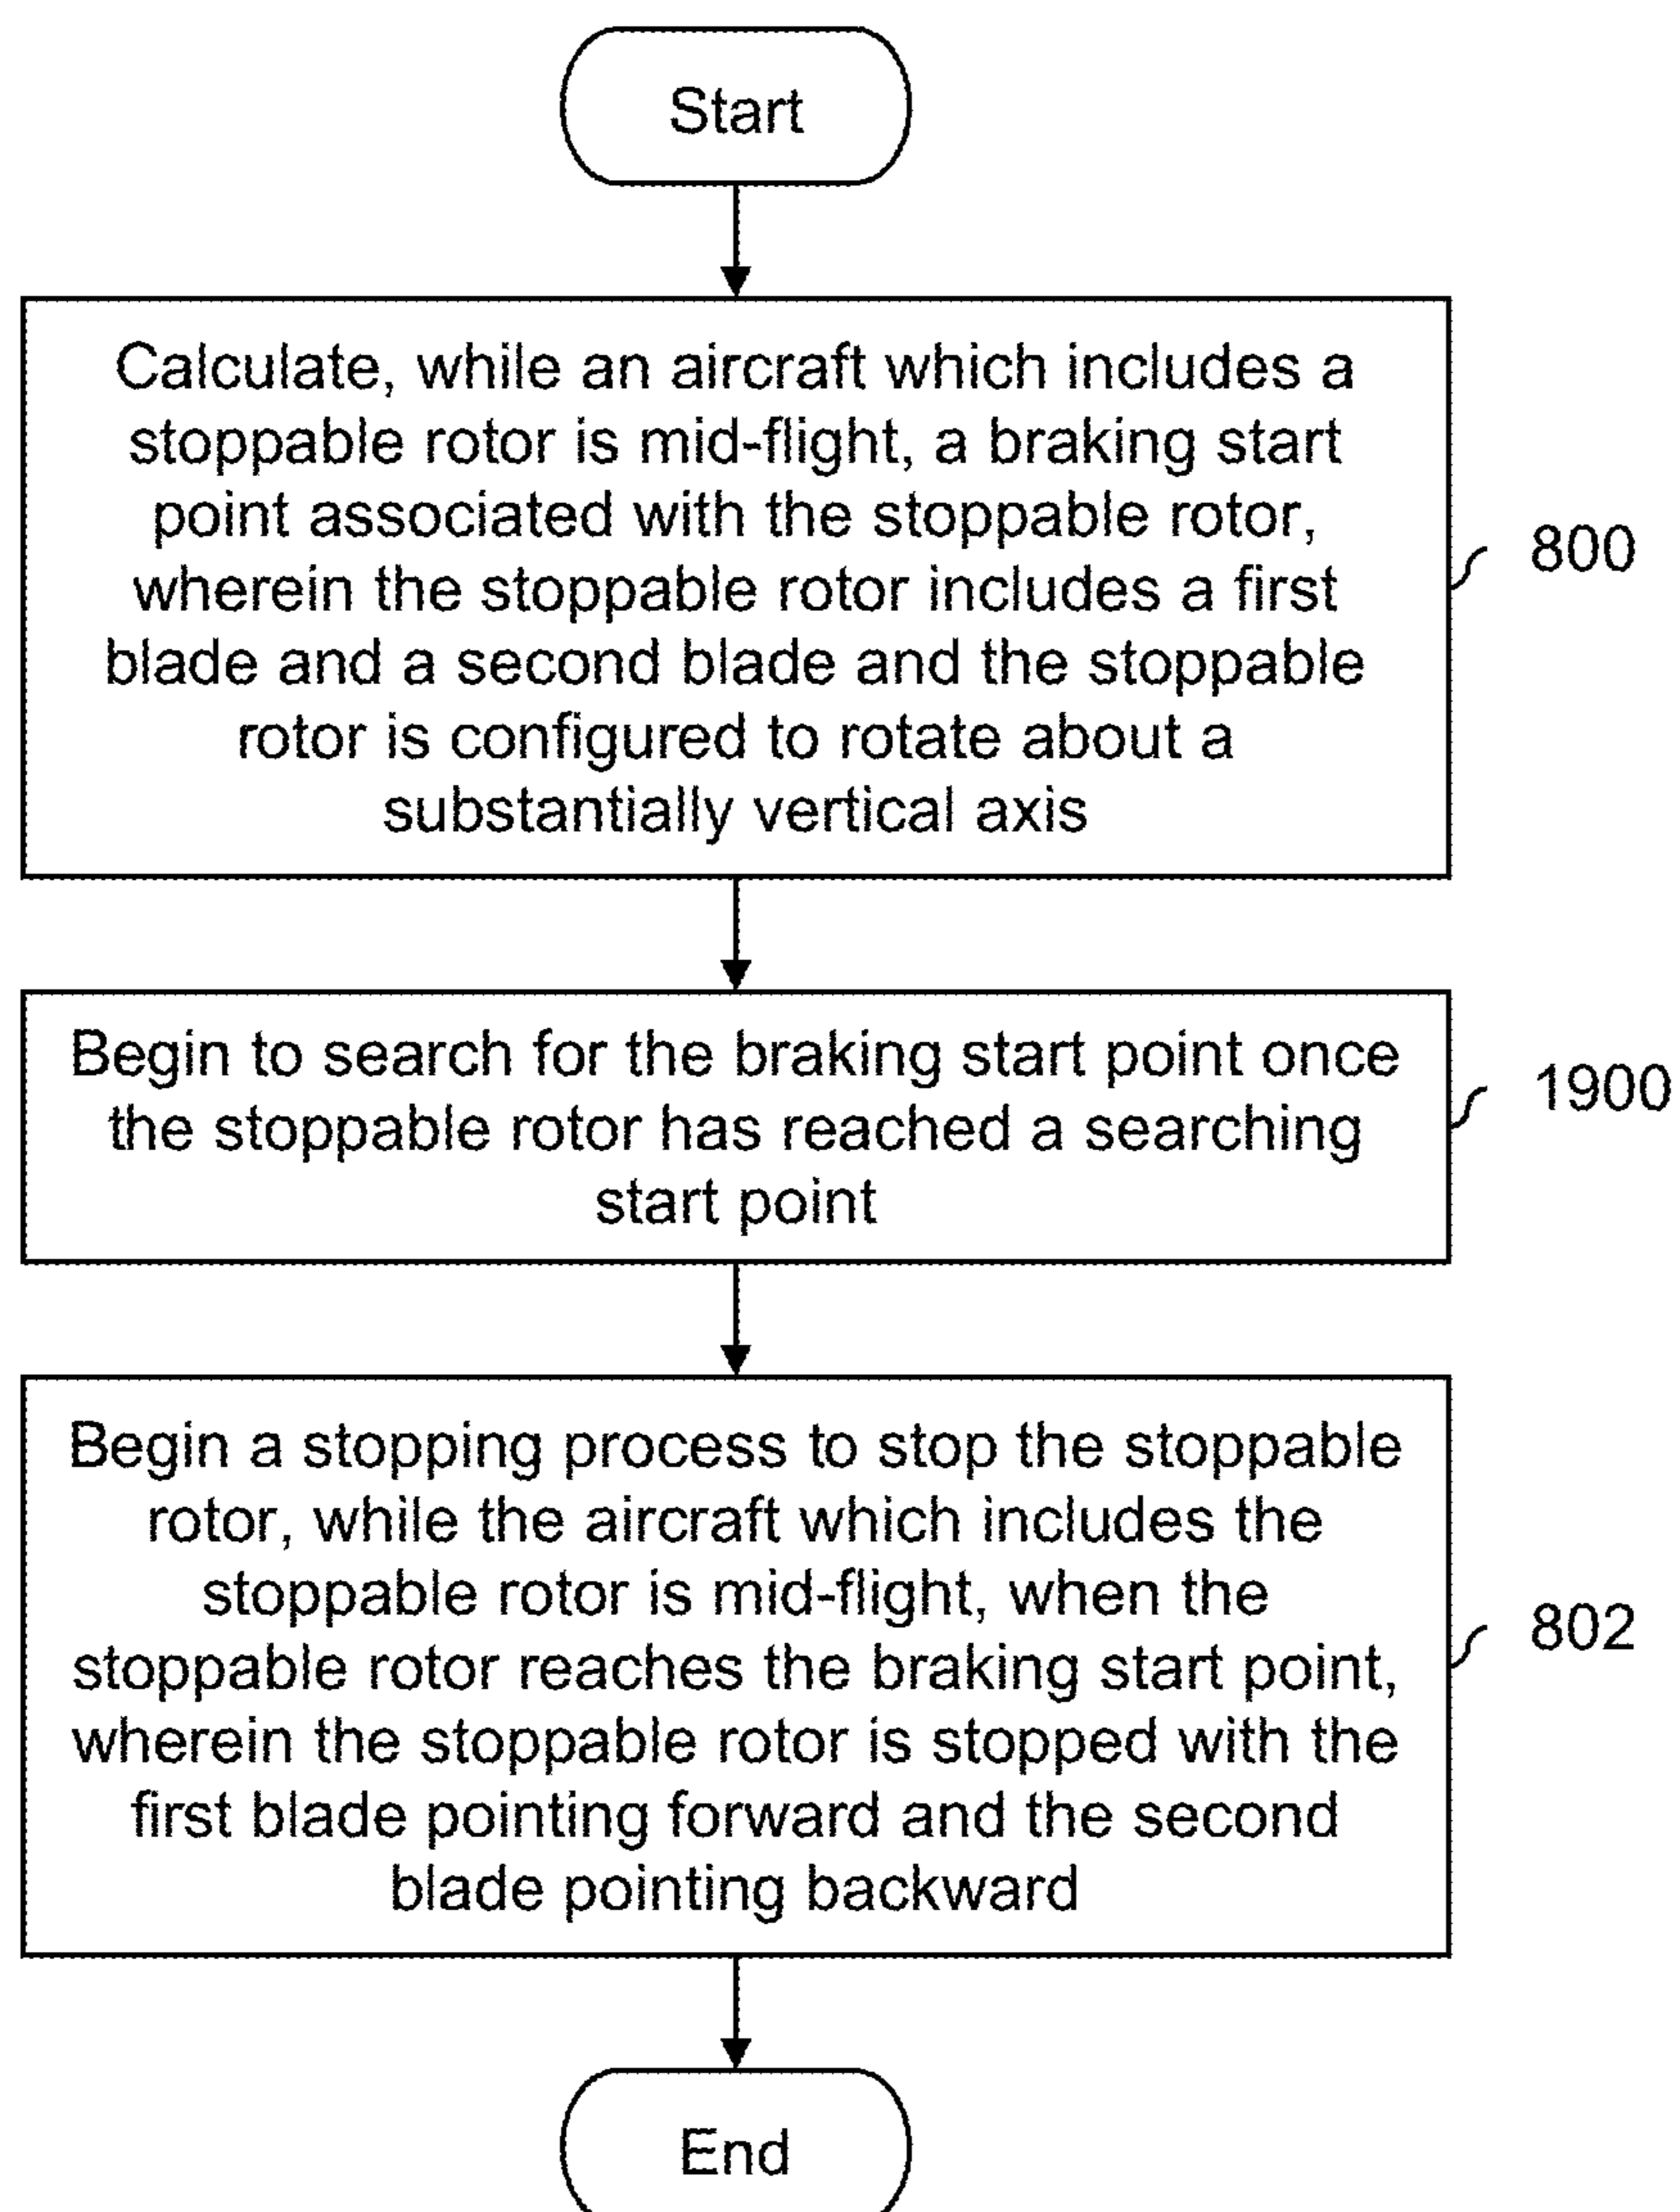 Start
Calculate, while an aircraft which includes a
stoppable rotor is mid-flight, a braking start
point associated with the stoppable rotor,
wherein the stoppable rotor includes a first
blade and a second blade and the stoppable
rotor is configured to rotate about a
substantially vertical axis
800
Begin to search for the braking start point once
the stoppable rotor has reached a searching
start point
1900
Begin a stopping process to stop the stoppable
rotor, while the aircraft which includes the
stoppable rotor is mid-flight, when the
stoppable rotor reaches the braking start point,
wherein the stoppable rotor is stopped with the
first blade pointing forward and the second
blade pointing backward
802
End